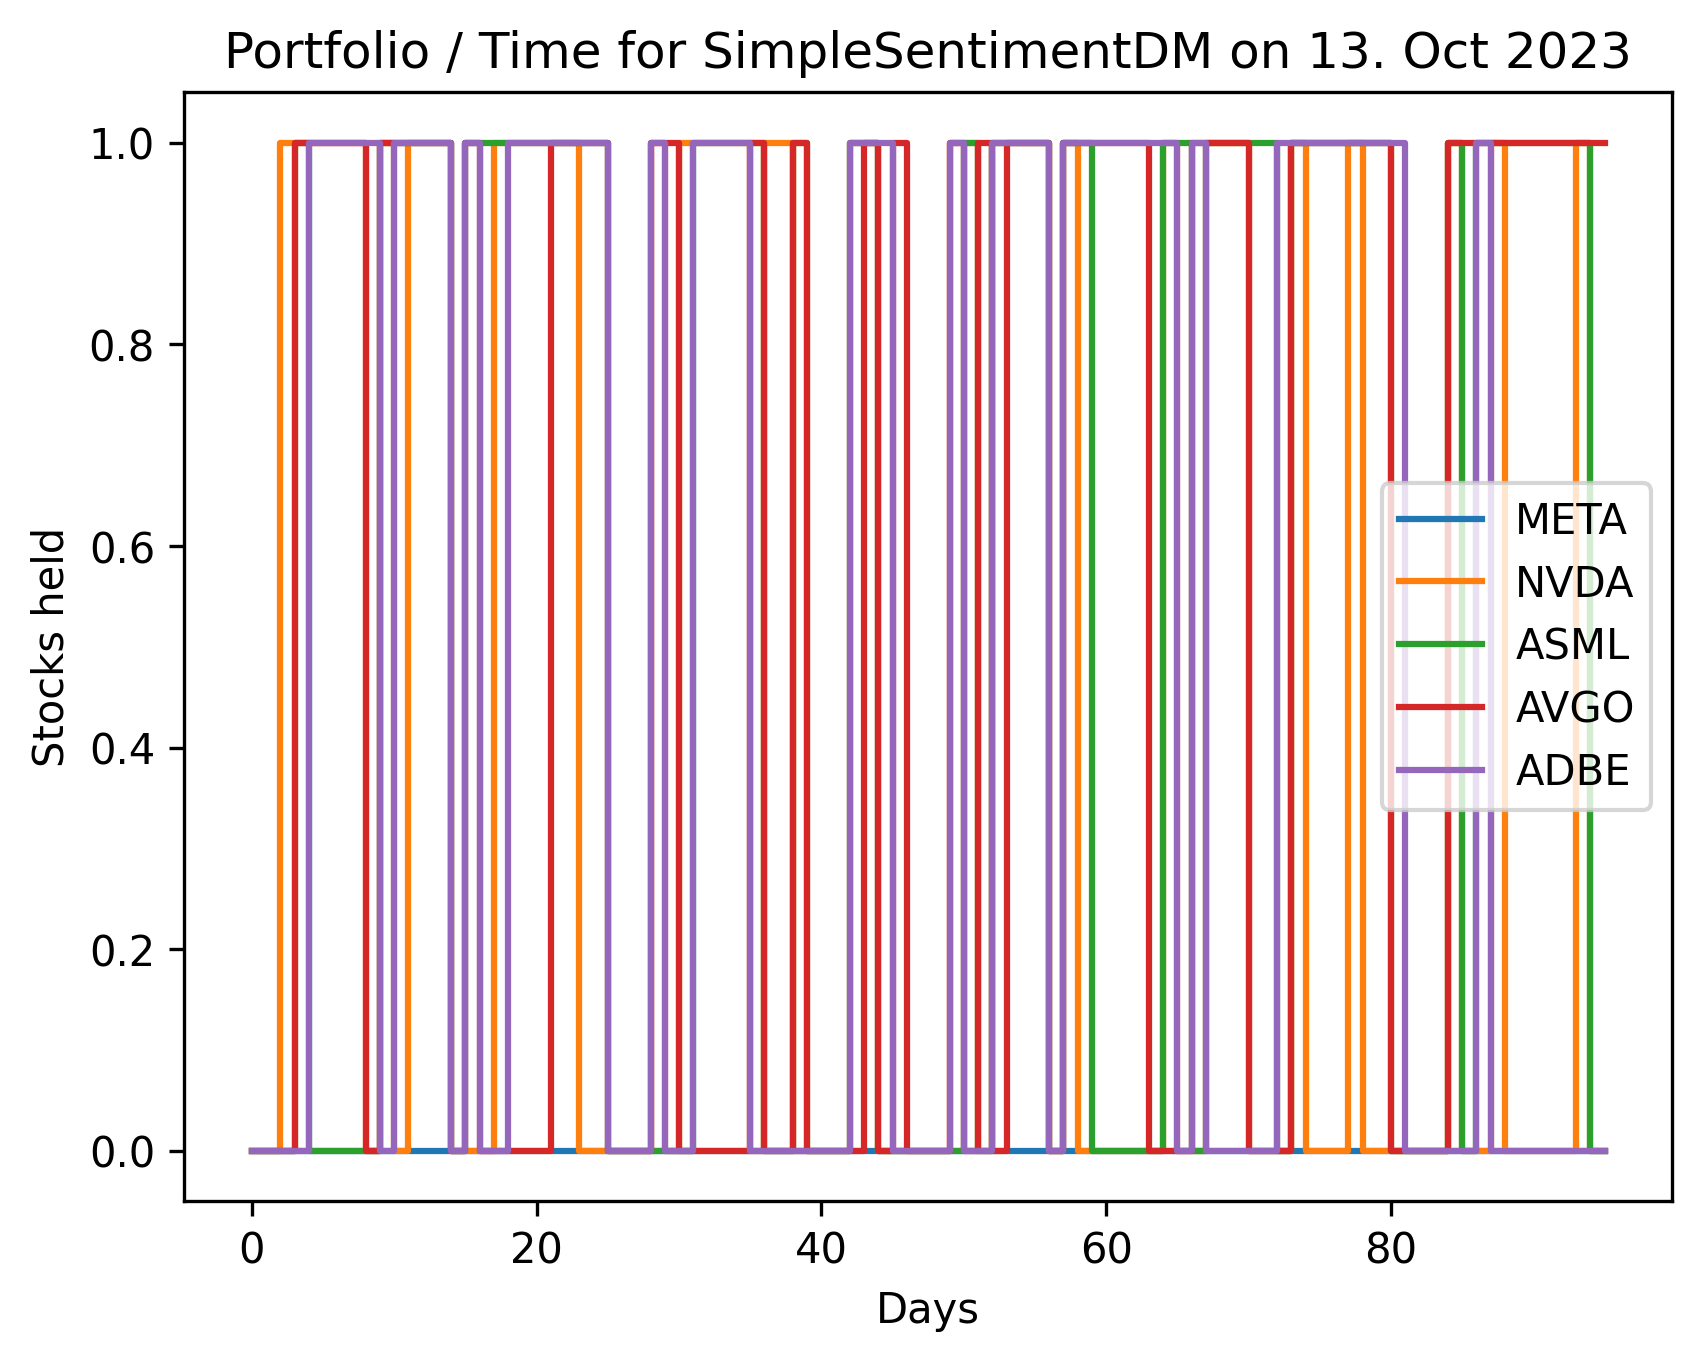 Portfolio / Time for SimpleSentimentDM on 13. Oct 2023
1.0
0.8
0.6
0.4
0.2
0.0
Stocks held
META
NVDA
ASML
AVGO
ADBE
0 20 40 60 80
Days